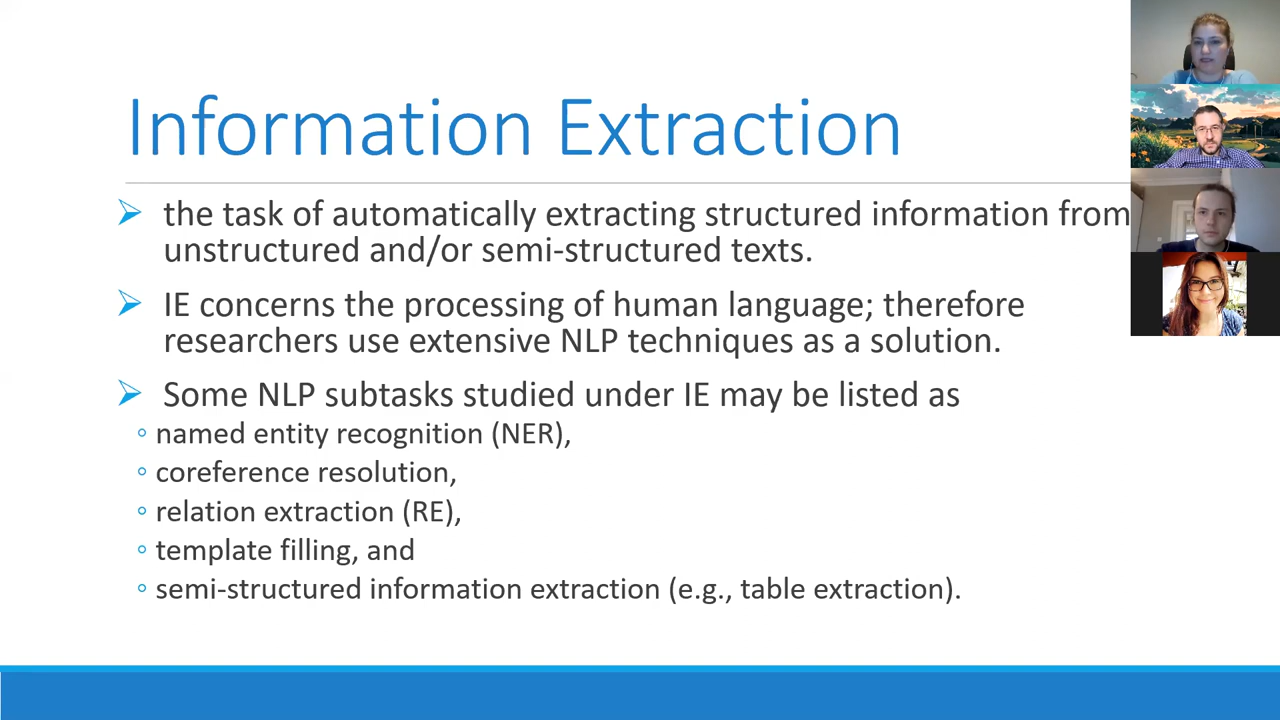 Information Extraction
the task of automatically extracting structured information from
unstructured and/or semi-structured texts.
IE concerns the processing of human language; therefore
researchers use extensive NLP techniques as a solution.
Some NLP subtasks studied under IE may be listed as
named entity recognition (NER),
coreference resolution,
relation extraction (RE),
template filling, and
semi-structured information extraction (e.g., table extraction).